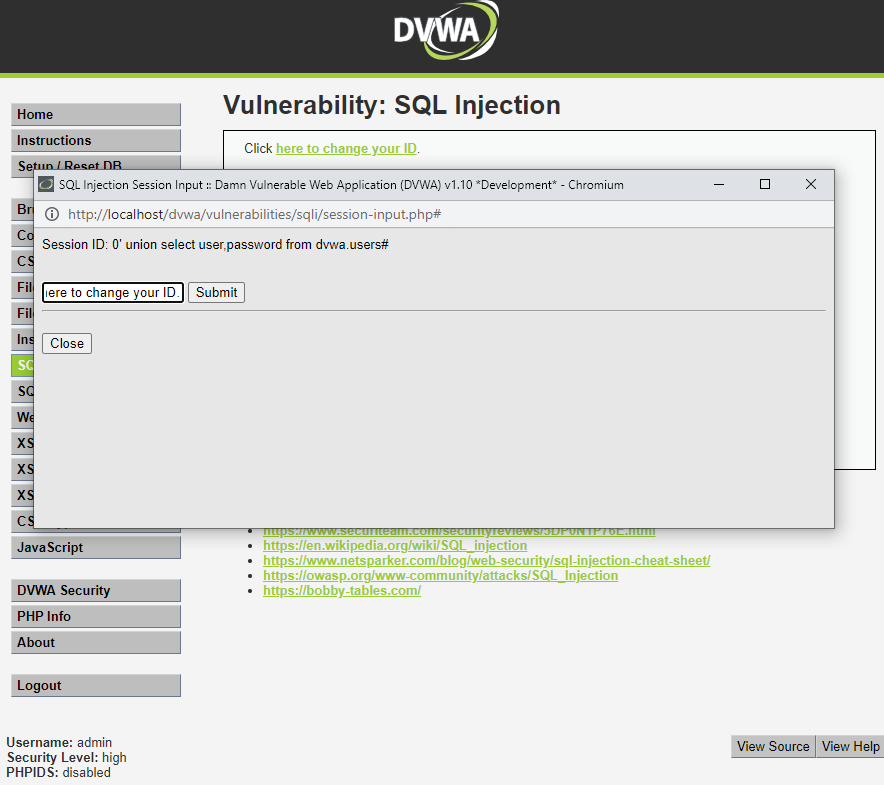 DVWA
Home
Instructions
Setup / Reset DB
Vulnerability: SQL Injection
Click here to change your ID.
SQL Injection Session Input :: Damn Vulnerable Web Application (DVWA) v1.10 *Development* - Chromium
http://localhost/dvwa/vulnerabilities/sqli/session-input.php#
Session ID: 0' union select user,password from dvwa.users#
here to change your ID.
Submit
Close
Br
Co
CS
File
File
Ins
SQ
SQ
We
XS
XS
XS
CS
JavaScript
DVWA Security
PHP Info
About
Logout
https://www.securiteam.com/securityreviews/5DP0N1P76E.html
https://en.wikipedia.org/wiki/SQL_injection
https://www.netsparker.com/blog/web-security/sql-injection-cheat-sheet/
https://owasp.org/www-community/attacks/SQL_Injection
https://bobby-tables.com/
Username: admin
Security Level: high
PHPIDS: disabled
View Source
View Help